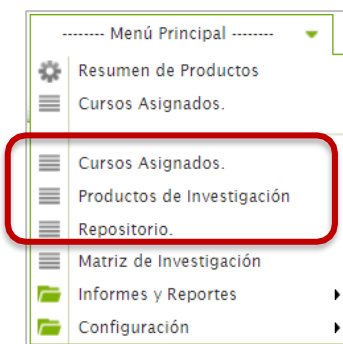 -------- Menú Principal --------
Resumen de Productos
Cursos Asignados.
Cursos Asignados.
Productos de Investigación
Repositorio.
Matriz de Investigación
Informes y Reportes
Configuración